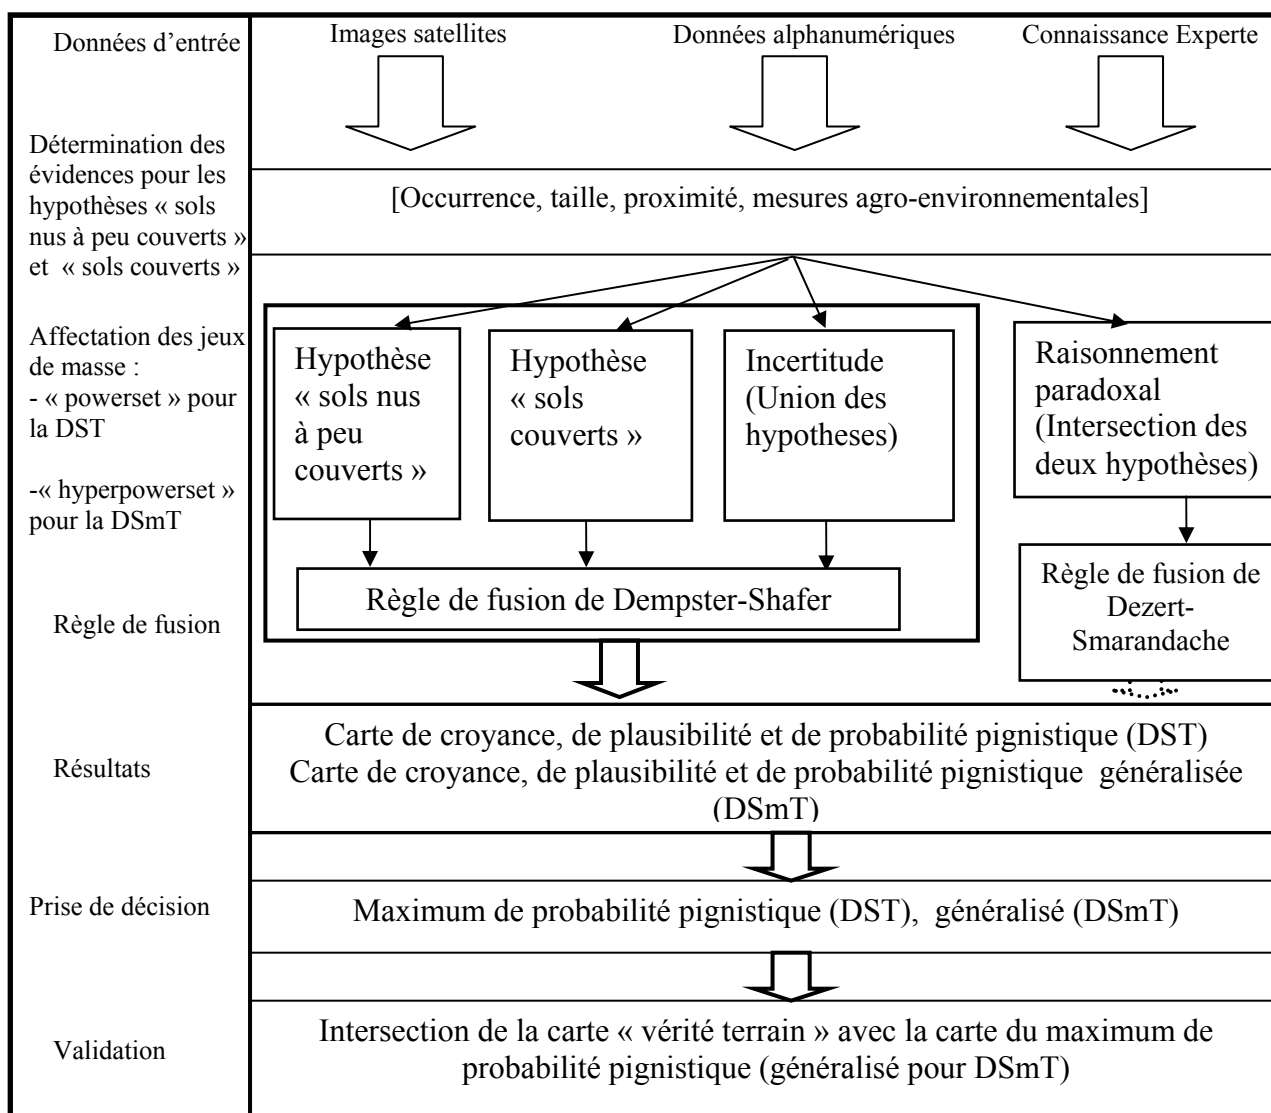 Données d’entrée
Images satellites
Données alphanumériques
Connaissance Experte
Détermination des
évidences pour les
hypothèses « sols
nus à peu couverts »
et « sols couverts »
[Occurrence, taille, proximité, mesures agro-environnementales]
Affectation des jeux
de masse :
- « powerset » pour
la DST
-« hyperpowerset »
pour la DSmT
Hypothèse
« sols nus
à peu
couverts »
Hypothèse
« sols
couverts »
Incertitude
(Union des
hypotheses)
Raisonnement
paradoxal
(Intersection des
deux hypothèses)
Règle de fusion
Règle de fusion de Dempster-Shafer
Règle de fusion de
Dezert-
Smarandache
Résultats
Carte de croyance, de plausibilité et de probabilité pignistique (DST)
Carte de croyance, de plausibilité et de probabilité pignistique généralisée
(DSmT)
Prise de décision
Maximum de probabilité pignistique (DST), généralisé (DSmT)
Validation
Intersection de la carte « vérité terrain » avec la carte du maximum de
probabilité pignistique (généralisé pour DSmT)